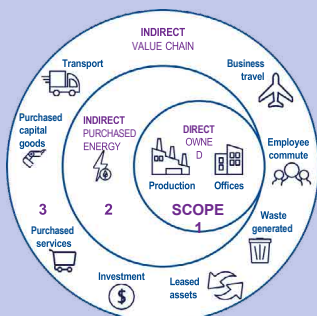 INDIRECT
VALUE CHAIN
Transport
Business
travel
INDIRECT
PURCHASED
ENERGY
Purchased
capital
goods
DIRECT
OWNE
D
Employee
commute
Production
Offices
3
2
SCOPE
1
Purchased
services
Waste
generated
Investment
$
Leased
assets